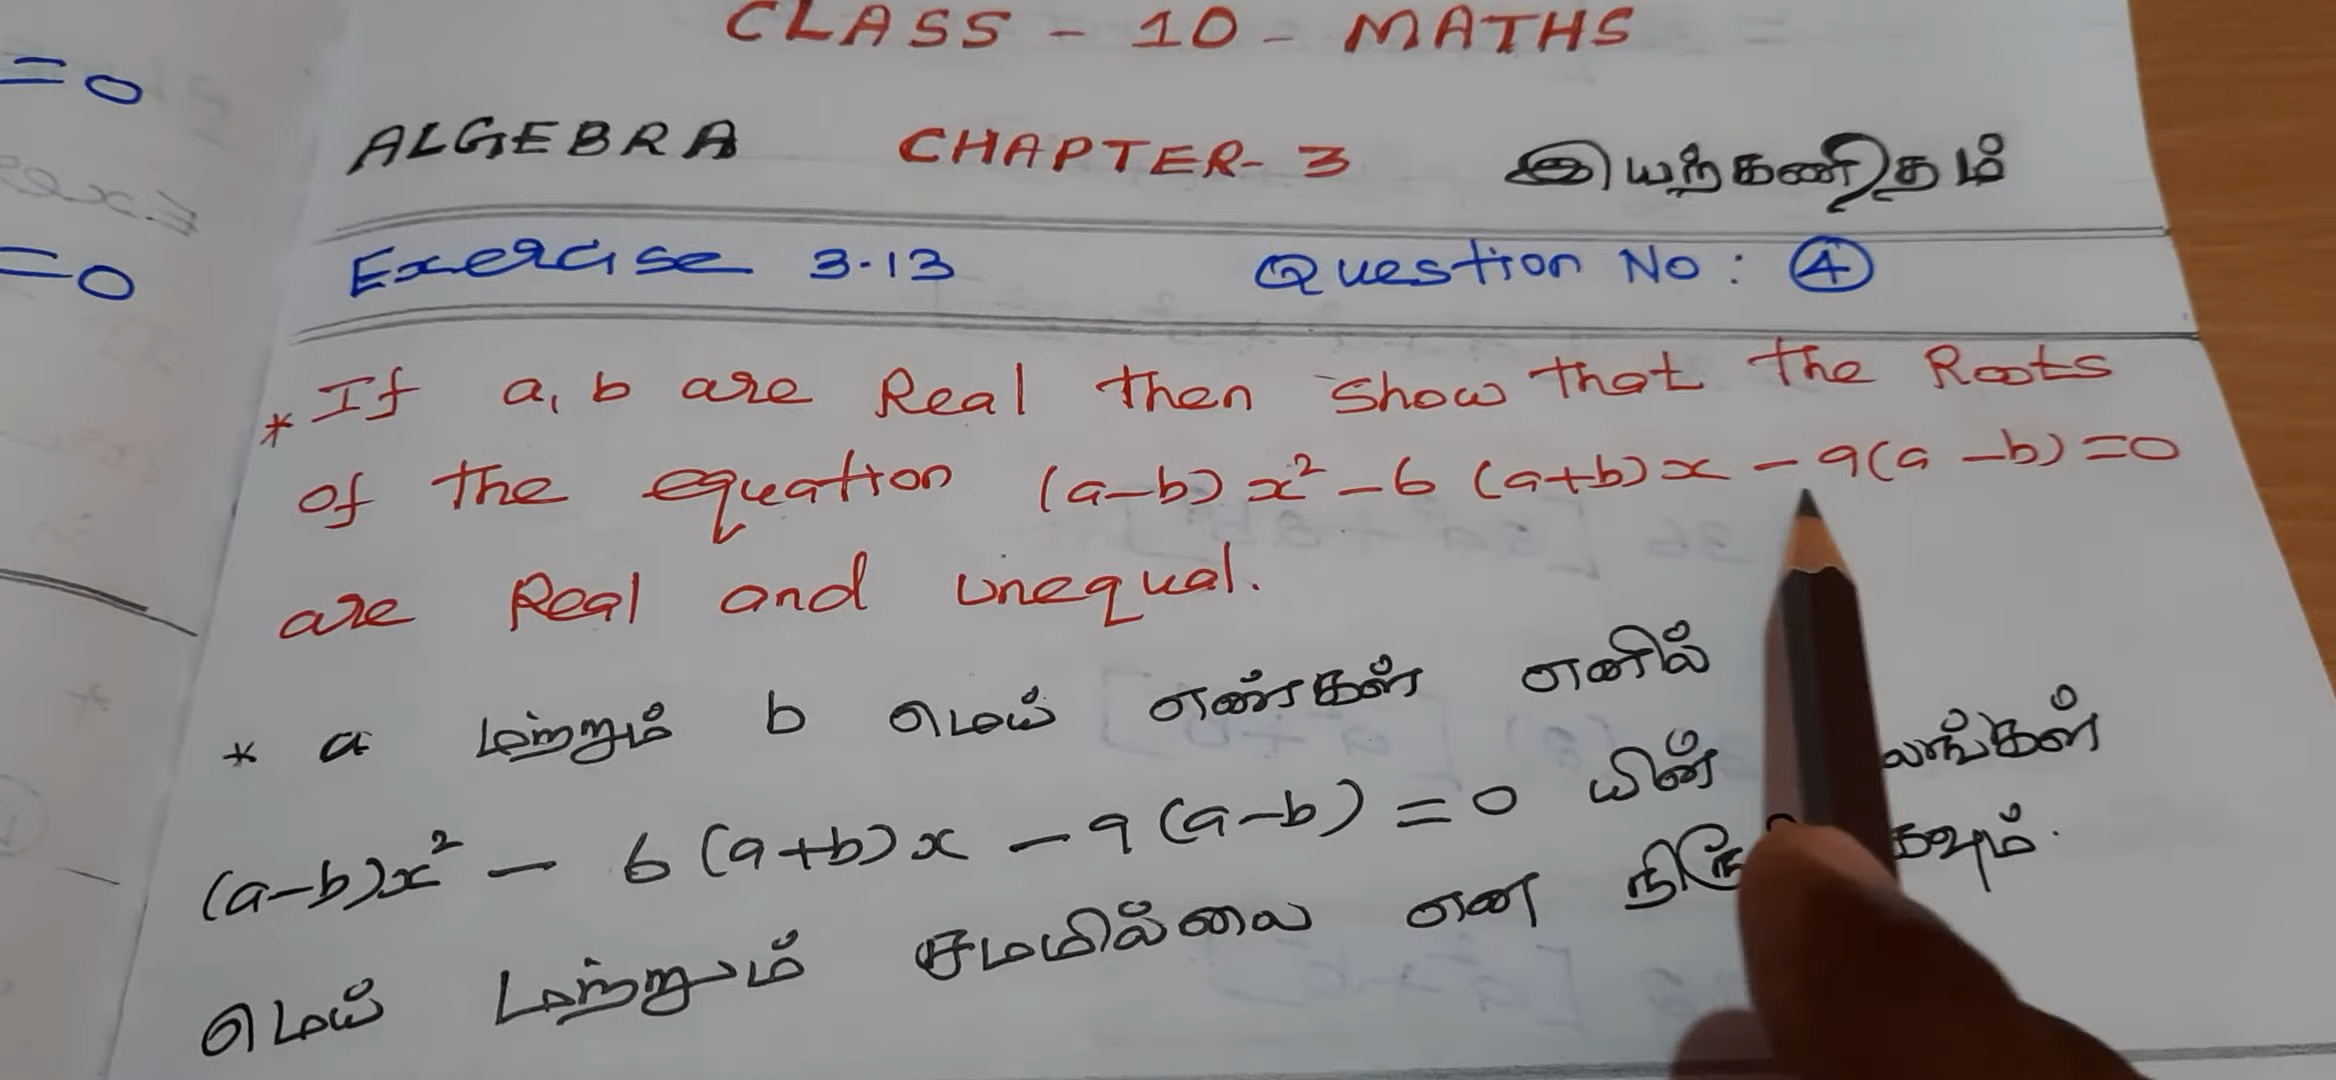 =0
=0
CLASS - 10 - MATHS
ALGEBRA CHAPTER-3 இயற்கணிதம்
Exercise 3.13 Question No: 4
* If a, b are Real then show that the Roots
of the equation (a-b)x² - 6(a+b)x - 9(a-b)=0
are Real and unequal.
* a மற்றும் b மெய் எண்கள் எனில்
(a-b)x² - 6(a+b)x - 9(a-b)=0 யின்
மெய் மற்றும் சமமில்லை என